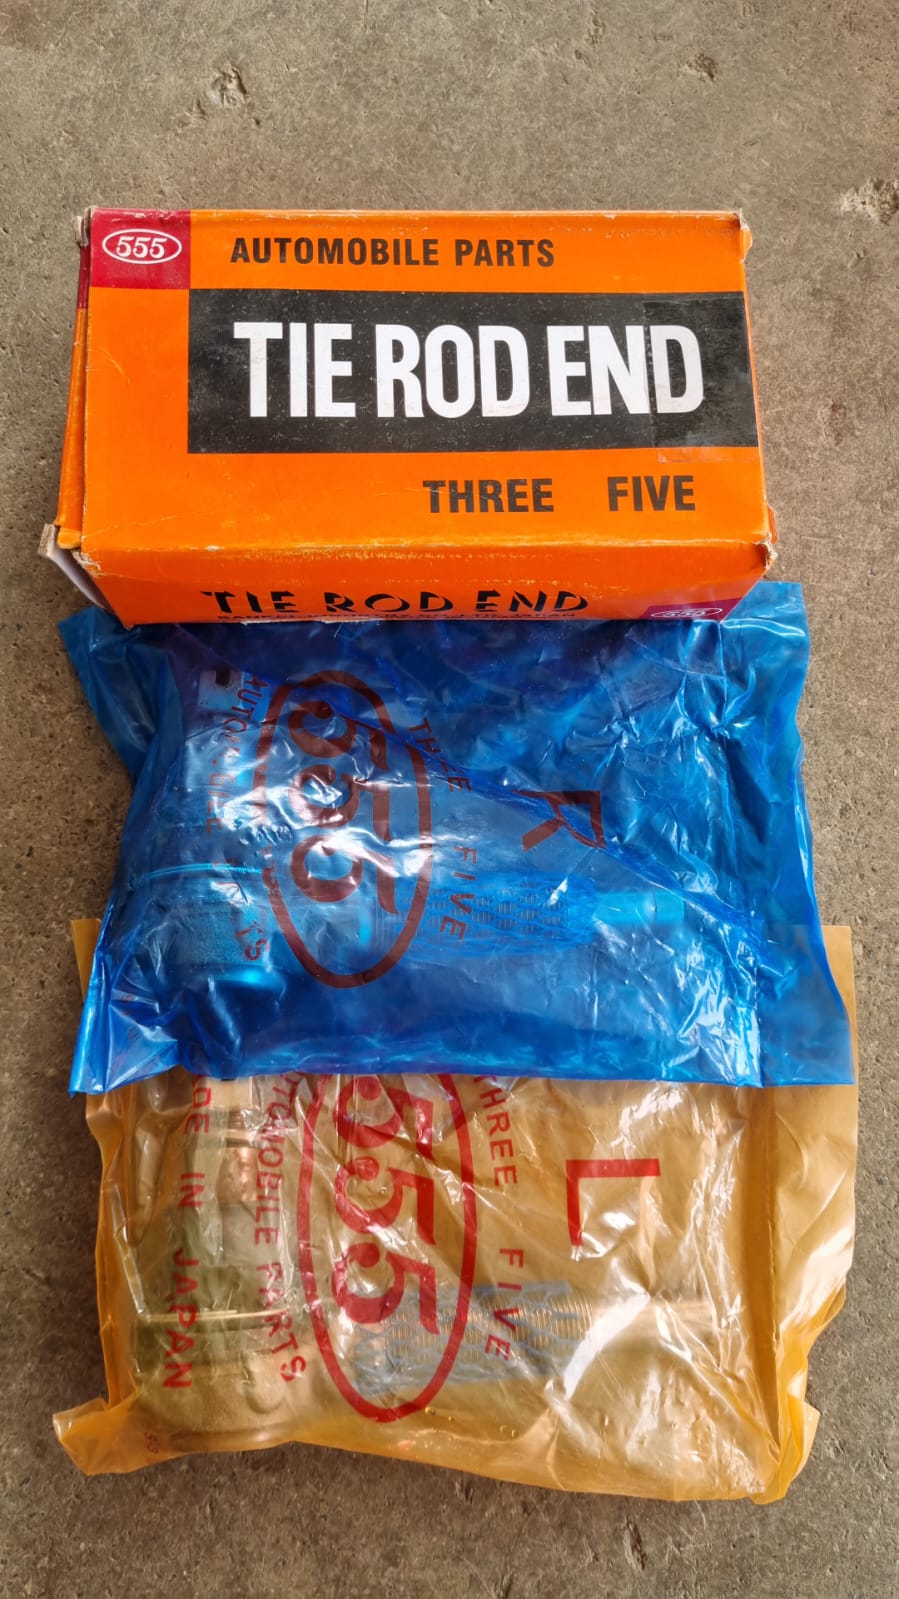 555
AUTOMOBILE PARTS
TIE ROD END
THREE FIVE
TIE ROD END
555
555
AUTOMOBILE PARTS
THREE FIVE
R
555
MADE IN JAPAN
AUTOMOBILE PARTS
THREE FIVE
L